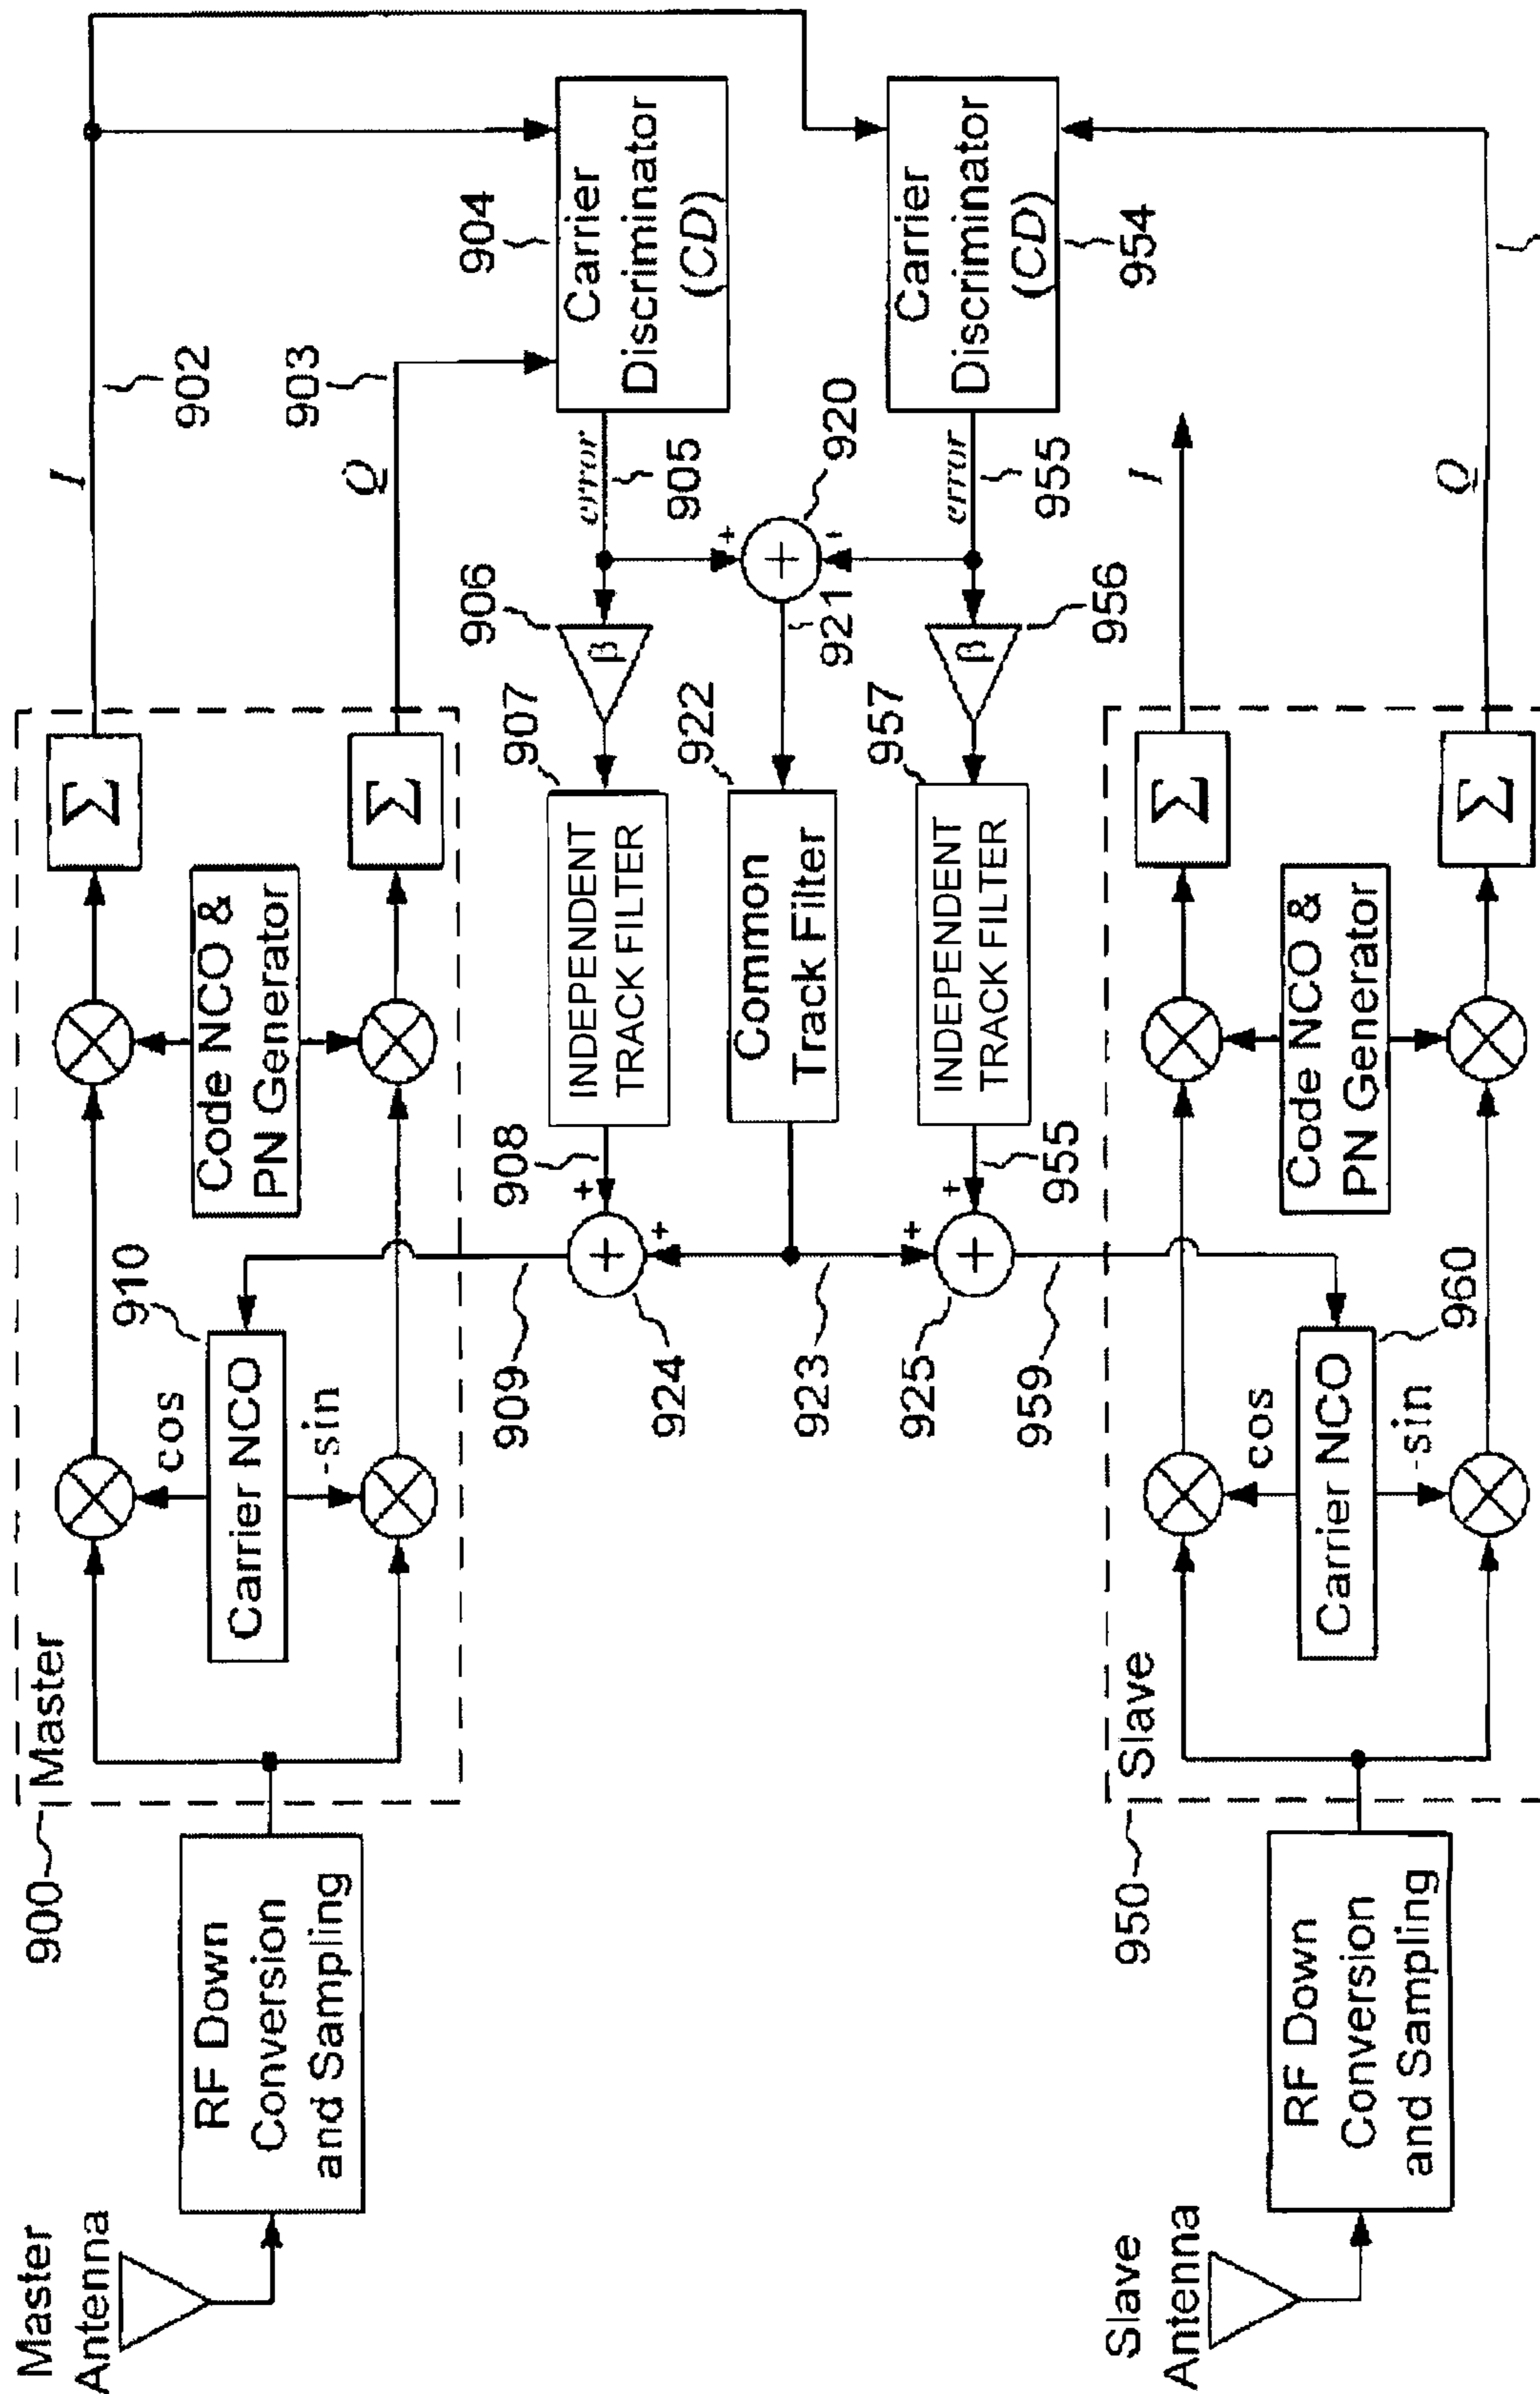 Master
Antenna
RF Down
Conversion
and Sampling
900
Master
cos
Carrier NCO
-sin
910
Code NCO &
PN Generator
Σ
Σ
I
902
Q
903
904
Carrier
Discriminator
(CD)
error
905
906
β
907
INDEPENDENT
TRACK FILTER
908
+
+
+
909
924
920
+
+
-
921
922
Common
Track Filter
923
Carrier
Discriminator
(CD)
954
error
955
956
β
957
INDEPENDENT
TRACK FILTER
955
+
+
+
925
959
Slave
Antenna
RF Down
Conversion
and Sampling
950
Slave
cos
Carrier NCO
-sin
960
Code NCO &
PN Generator
Σ
Σ
I
Q